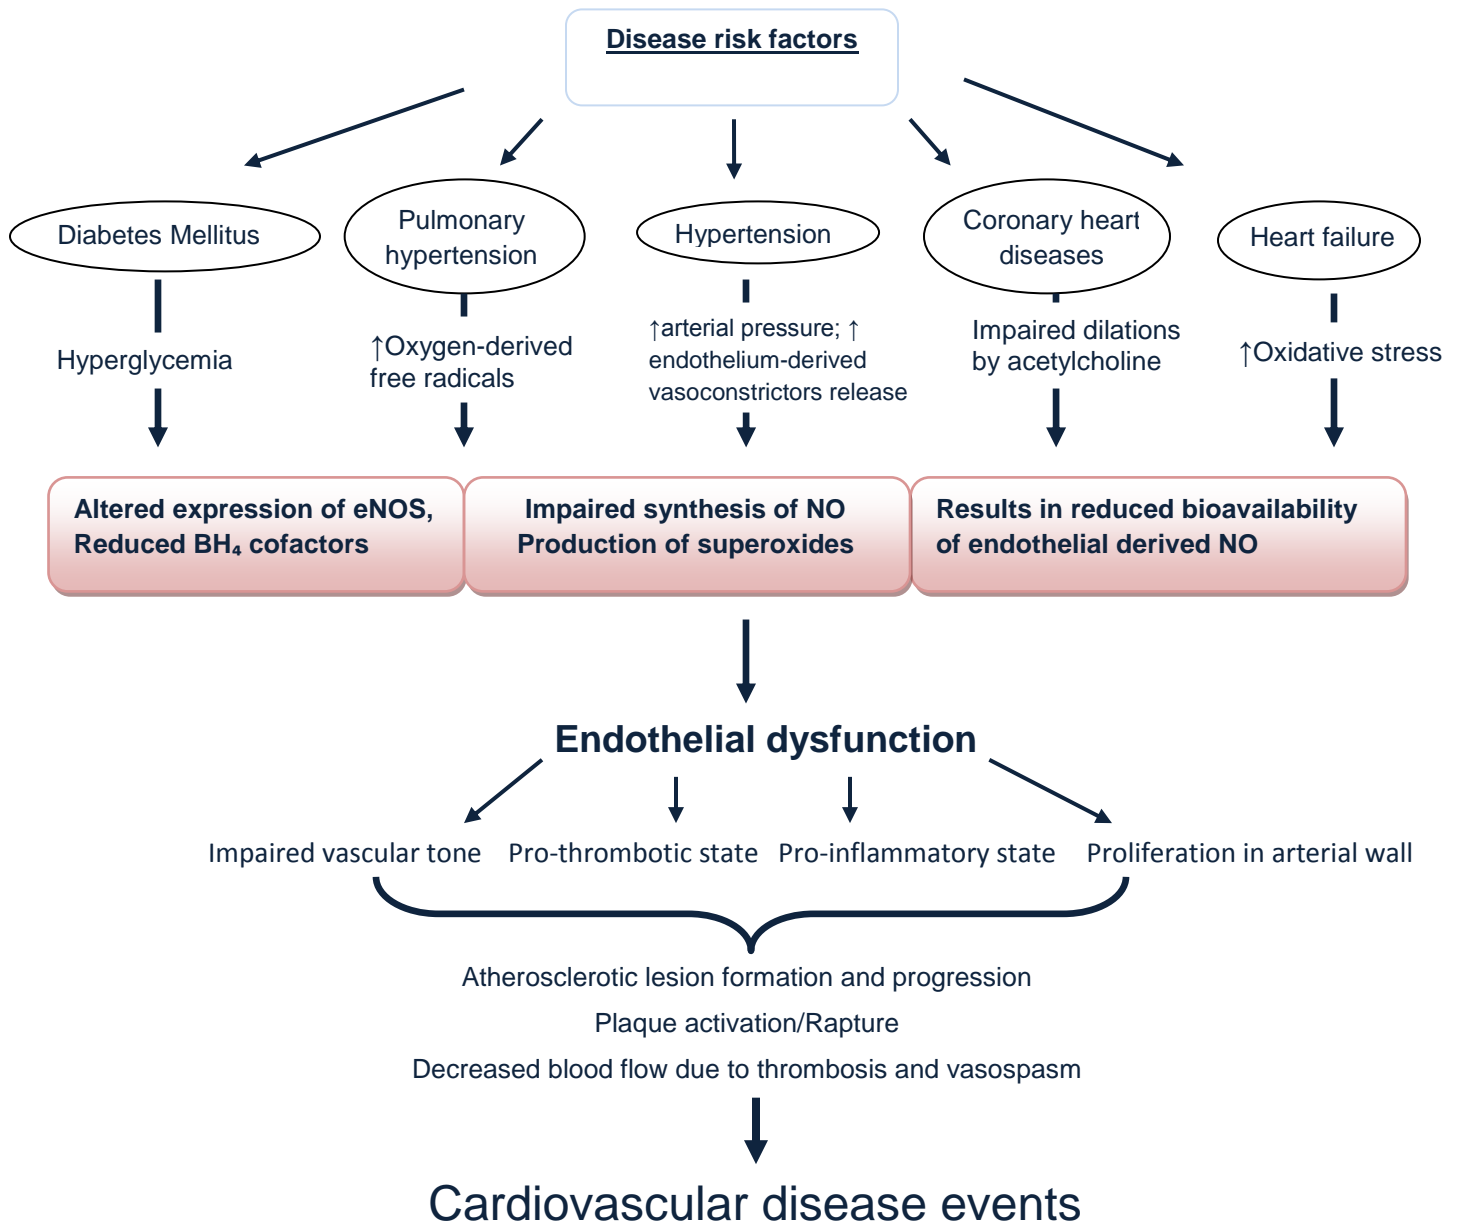 Disease risk factors
Diabetes Mellitus
Pulmonary
hypertension
Hypertension
Coronary heart
diseases
Heart failure
Hyperglycemia
↑Oxygen-derived
free radicals
↑arterial pressure; ↑
endothelium-derived
vasoconstrictors release
Impaired dilations
by acetylcholine
↑Oxidative stress
Altered expression of eNOS,
Reduced BH₄ cofactors
Impaired synthesis of NO
Production of superoxides
Results in reduced bioavailability
of endothelial derived NO
Endothelial dysfunction
Impaired vascular tone
Pro-thrombotic state
Pro-inflammatory state
Proliferation in arterial wall
Atherosclerotic lesion formation and progression
Plaque activation/Rapture
Decreased blood flow due to thrombosis and vasospasm
Cardiovascular disease events